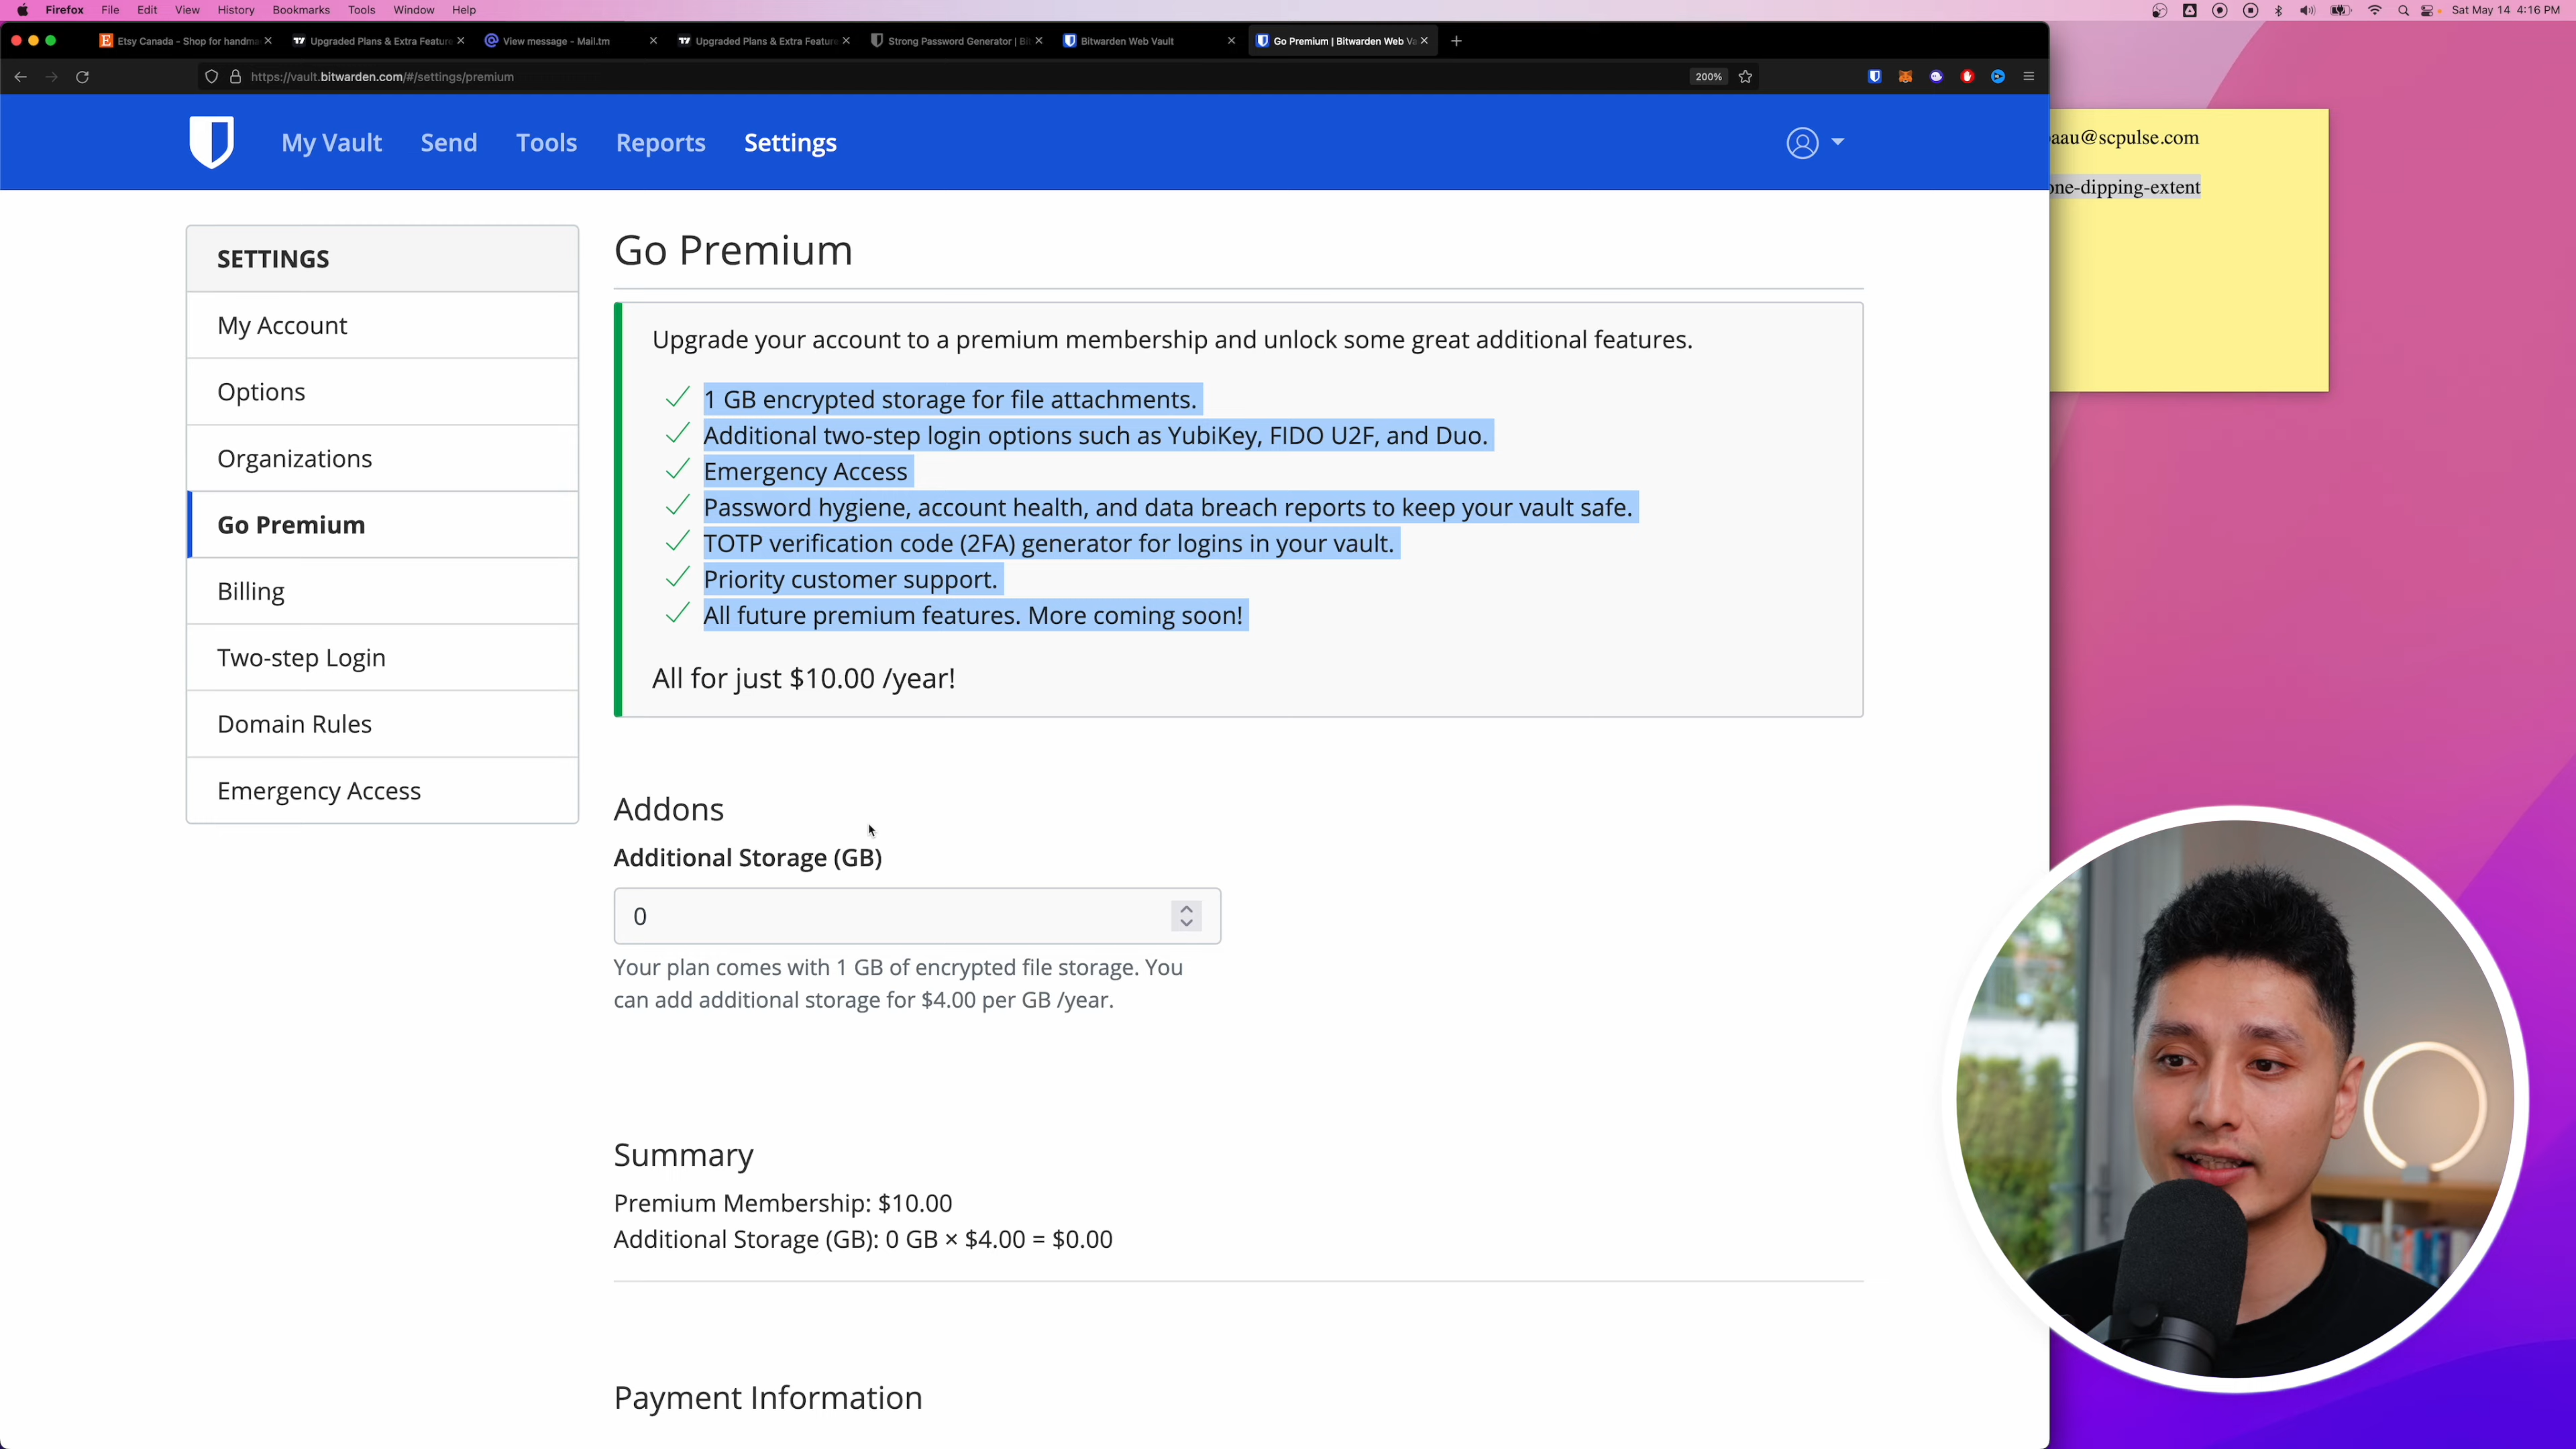 Firefox File Edit View History Bookmarks Tools Window Help
Sat May 14 4:16 PM
Etsy Canada - Shop for handma
Upgraded Plans & Extra Feature
View message - Mail.tm
Upgraded Plans & Extra Feature
Strong Password Generator | Bi
Bitwarden Web Vault
Go Premium | Bitwarden Web Va
https://vault.bitwarden.com/#/settings/premium
200%
My Vault Send Tools Reports Settings
aau@scpulse.com
one-dipping-extent
SETTINGS
My Account
Options
Organizations
Go Premium
Billing
Two-step Login
Domain Rules
Emergency Access
Go Premium
Upgrade your account to a premium membership and unlock some great additional features.
1 GB encrypted storage for file attachments.
Additional two-step login options such as YubiKey, FIDO U2F, and Duo.
Emergency Access
Password hygiene, account health, and data breach reports to keep your vault safe.
TOTP verification code (2FA) generator for logins in your vault.
Priority customer support.
All future premium features. More coming soon!
All for just $10.00 /year!
Addons
Additional Storage (GB)
0
Your plan comes with 1 GB of encrypted file storage. You
can add additional storage for $4.00 per GB /year.
Summary
Premium Membership: $10.00
Additional Storage (GB): 0 GB × $4.00 = $0.00
Payment Information